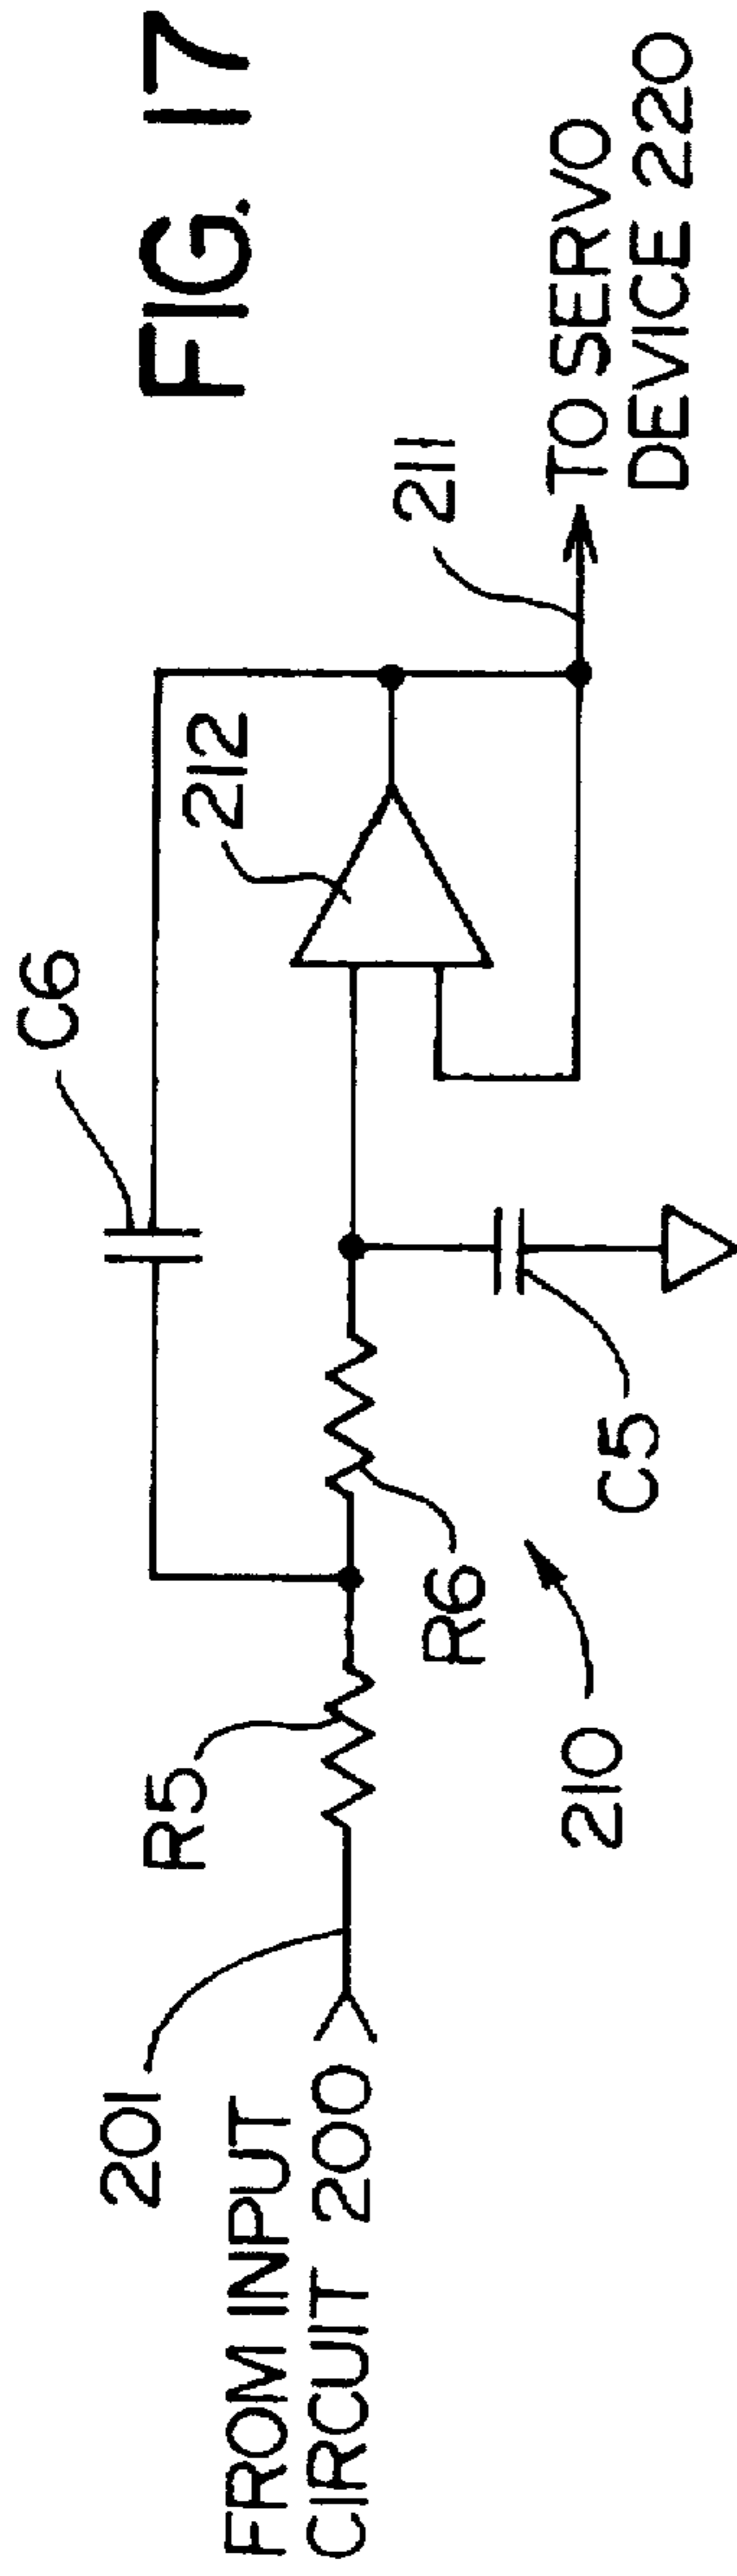 FIG. 17
C6
212
211
TO SERVO
DEVICE 220
R5
R6
C5
201
FROM INPUT
CIRCUIT 200
210